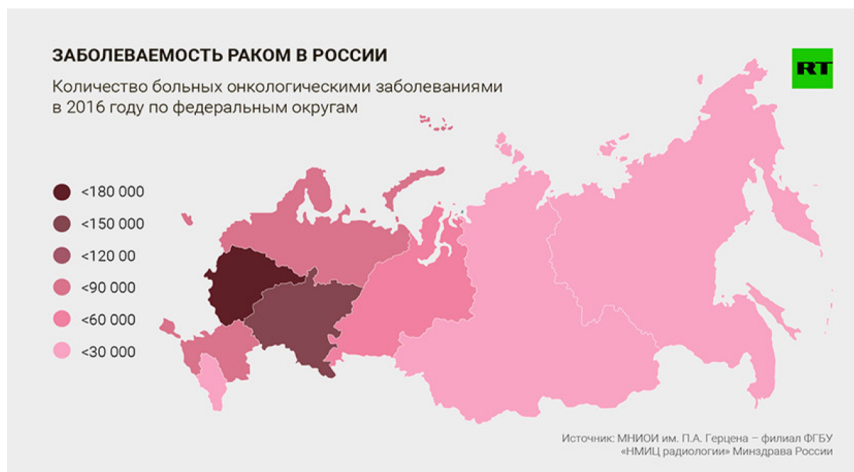 ЗАБОЛЕВАЕМОСТЬ РАКОМ В РОССИИ
RT
Количество больных онкологическими заболеваниями
в 2016 году по федеральным округам
<180 000
<150 000
<120 00
<90 000
<60 000
<30 000
Источник: МНИОИ им. П.А. Герцена – филиал ФГБУ
«НМИЦ радиологии» Минздрава России